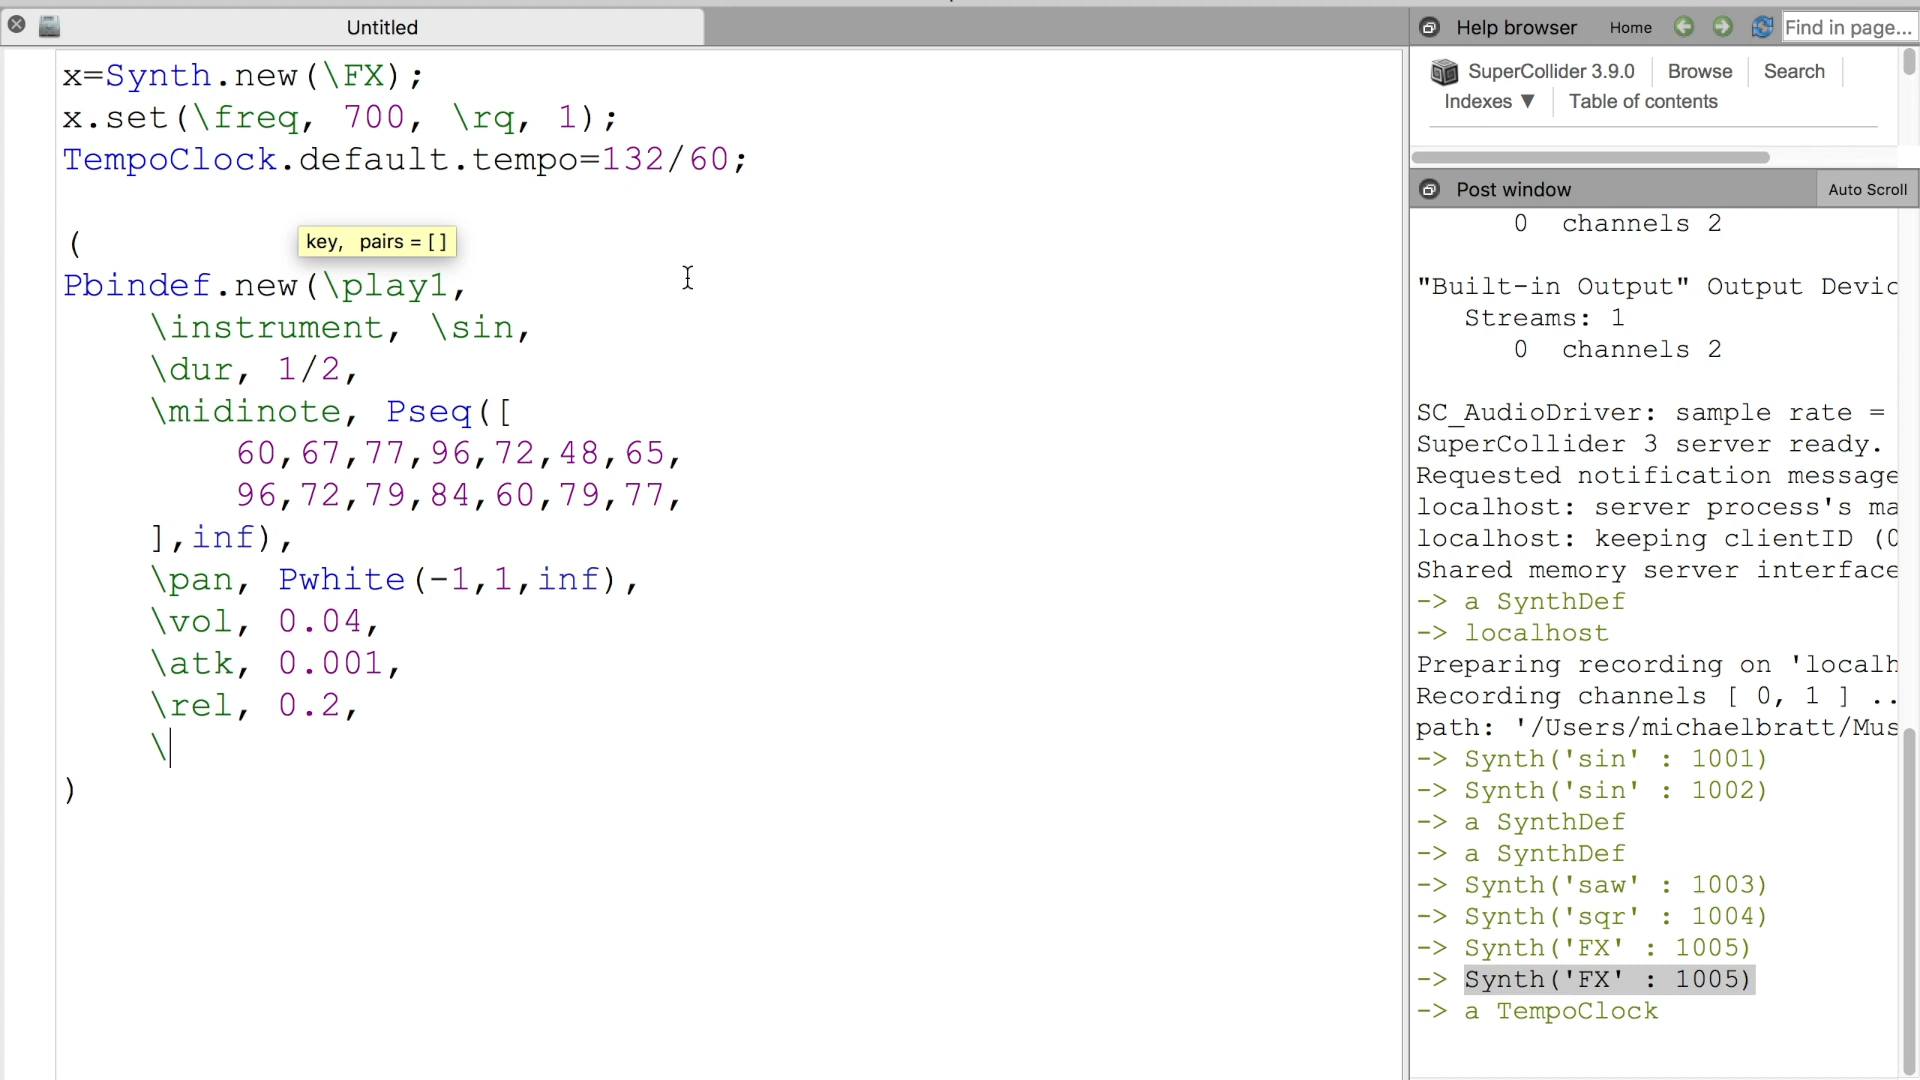 Untitled
x=Synth.new(\FX);
x.set(\freq, 700, \rq, 1);
TempoClock.default.tempo=132/60;
(
key, pairs = []
Pbindef.new(\play1,
\instrument, \sin,
\dur, 1/2,
\midinote, Pseq([
60,67,77,96,72,48,65,
96,72,79,84,60,79,77,
],inf),
\pan, Pwhite(-1,1,inf),
\vol, 0.04,
\atk, 0.001,
\rel, 0.2,
\
)
Help browser Home Find in page...
SuperCollider 3.9.0 Browse Search
Indexes ▼ Table of contents
Post window Auto Scroll
0 channels 2
"Built-in Output" Output Devic
Streams: 1
0 channels 2
SC_AudioDriver: sample rate =
SuperCollider 3 server ready.
Requested notification message
localhost: server process's ma
localhost: keeping clientID (0
Shared memory server interface
-> a SynthDef
-> localhost
Preparing recording on 'localh
Recording channels [ 0, 1 ] ..
path: '/Users/michaelbratt/Mus
-> Synth('sin' : 1001)
-> Synth('sin' : 1002)
-> a SynthDef
-> a SynthDef
-> Synth('saw' : 1003)
-> Synth('sqr' : 1004)
-> Synth('FX' : 1005)
-> Synth('FX' : 1005)
-> a TempoClock